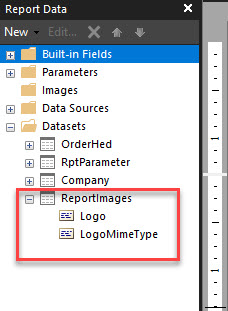 Report Data
New Edit...
Built-in Fields
Parameters
Images
Data Sources
Datasets
OrderHed
RptParameter
Company
ReportImages
Logo
LogoMimeType